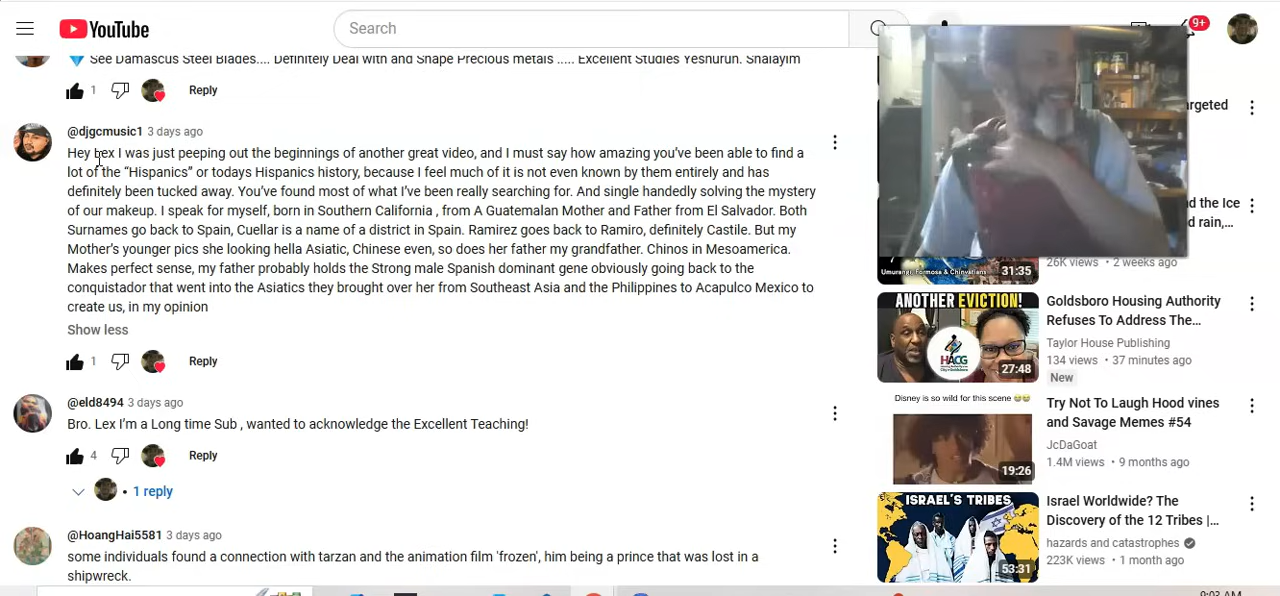 YouTube
Search
9+
See Damascus Steel Blades.... Definitely Deal with and Shape Precious metals ..... Excellent Studies Yeshurun. Shalayim
1
Reply
@djgcmusic1 3 days ago
Hey bex I was just peeping out the beginnings of another great video, and I must say how amazing you've been able to find a
lot of the “Hispanics” or todays Hispanics history, because I feel much of it is not even known by them entirely and has
definitely been tucked away. You've found most of what I've been really searching for. And single handedly solving the mystery
of our makeup. I speak for myself, born in Southern California , from A Guatemalan Mother and Father from El Salvador. Both
Surnames go back to Spain, Cuellar is a name of a district in Spain. Ramirez goes back to Ramiro, definitely Castile. But my
Mother's younger pics she looking hella Asiatic, Chinese even, so does her father my grandfather. Chinos in Mesoamerica.
Makes perfect sense, my father probably holds the Strong male Spanish dominant gene obviously going back to the
conquistador that went into the Asiatics they brought over her from Southeast Asia and the Philippines to Acapulco Mexico to
create us, in my opinion
Show less
1
Reply
@eld8494 3 days ago
Bro. Lex I'm a Long time Sub , wanted to acknowledge the Excellent Teaching!
4
Reply
1 reply
@HoangHai5581 3 days ago
some individuals found a connection with tarzan and the animation film 'frozen', him being a prince that was lost in a
shipwreck.
rgeted
d the Ice
d rain,...
26K views • 2 weeks ago
Umurangi, Formosa & Chinvatians
31:35
ANOTHER EVICTION!
HACG
27:48
Goldsboro Housing Authority
Refuses To Address The...
Taylor House Publishing
134 views • 37 minutes ago
New
Disney is so wild for this scene 😂😂
19:26
Try Not To Laugh Hood vines
and Savage Memes #54
JcDaGoat
1.4M views • 9 months ago
ISRAEL'S TRIBES
53:31
Israel Worldwide? The
Discovery of the 12 Tribes |...
hazards and catastrophes
223K views • 1 month ago
9:03 AM